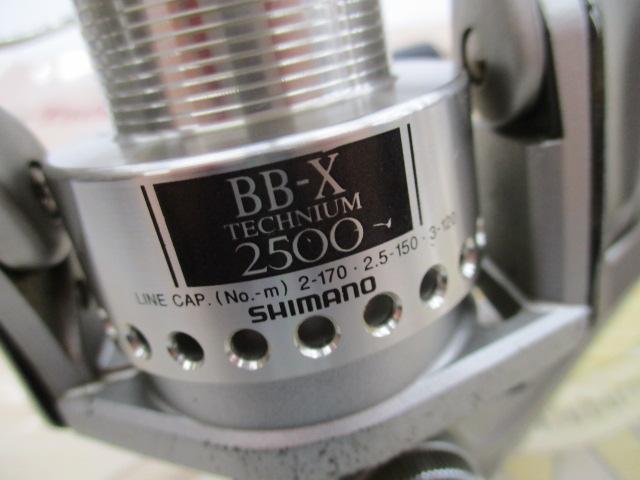 BB-X
TECHNIUM
2500
LINE CAP. (No.-m) 2-170 · 2.5-150 · 3-120
SHIMANO